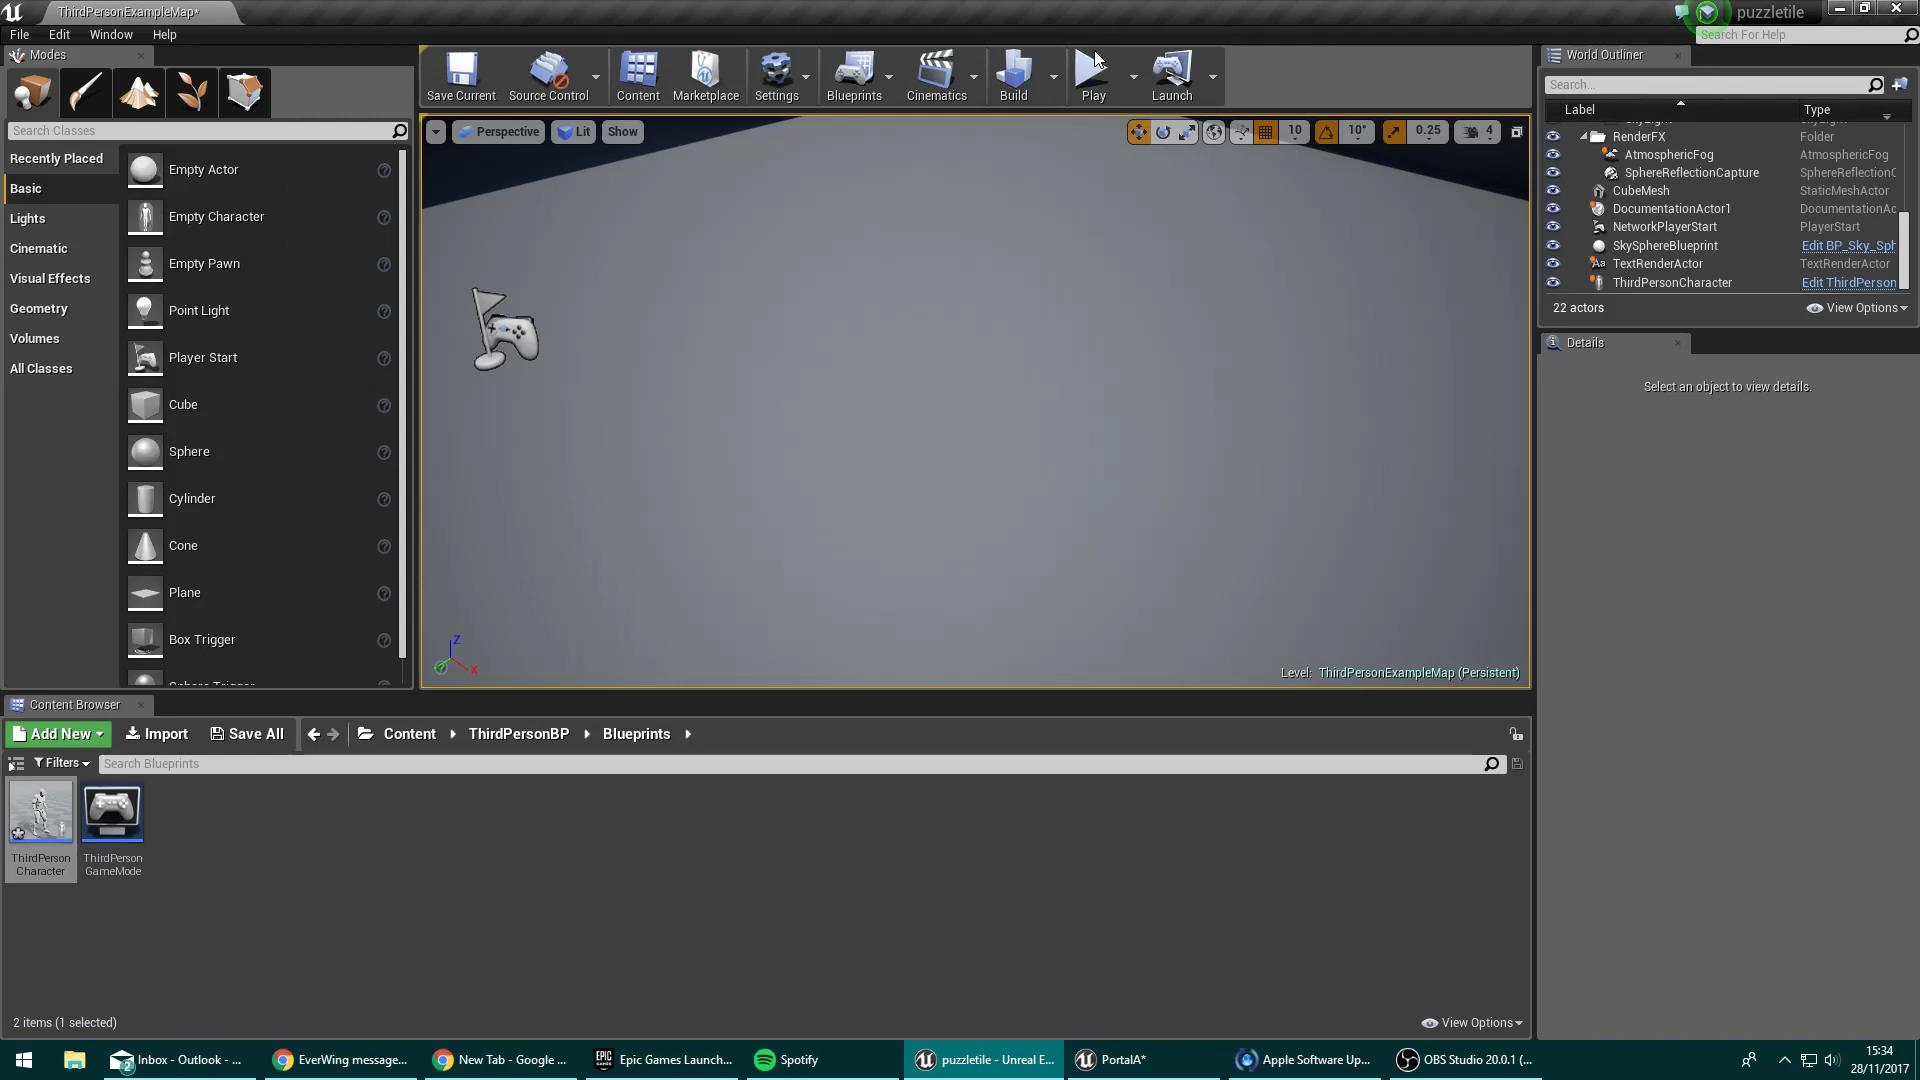 ThirdPersonExampleMap*
puzzletile
File Edit Window Help
Search For Help
Modes
Save Current
Source Control
Content
Marketplace
Settings
Blueprints
Cinematics
Build
Play
Launch
Search Classes
Recently Placed
Basic
Lights
Cinematic
Visual Effects
Geometry
Volumes
All Classes
Empty Actor
Empty Character
Empty Pawn
Point Light
Player Start
Cube
Sphere
Cylinder
Cone
Plane
Box Trigger
Perspective
Lit
Show
10
10°
0.25
4
Z
X
Level: ThirdPersonExampleMap (Persistent)
World Outliner
Search...
Label Type
RenderFX Folder
AtmosphericFog AtmosphericFog
SphereReflectionCapture SphereReflectionC
CubeMesh StaticMeshActor
DocumentationActor1 DocumentationAc
NetworkPlayerStart PlayerStart
SkySphereBlueprint Edit BP_Sky_Sph
TextRenderActor TextRenderActor
ThirdPersonCharacter Edit ThirdPerson
22 actors
View Options
Details
Select an object to view details.
Content Browser
Add New
Import
Save All
Content
ThirdPersonBP
Blueprints
Filters
Search Blueprints
ThirdPerson
Character
ThirdPerson
GameMode
2 items (1 selected)
View Options
2
Inbox - Outlook - ...
EverWing message...
New Tab - Google ...
EPIC
GAMES
Epic Games Launch...
Spotify
puzzletile - Unreal E...
PortalA*
Apple Software Up...
OBS Studio 20.0.1 (...
15:34
28/11/2017